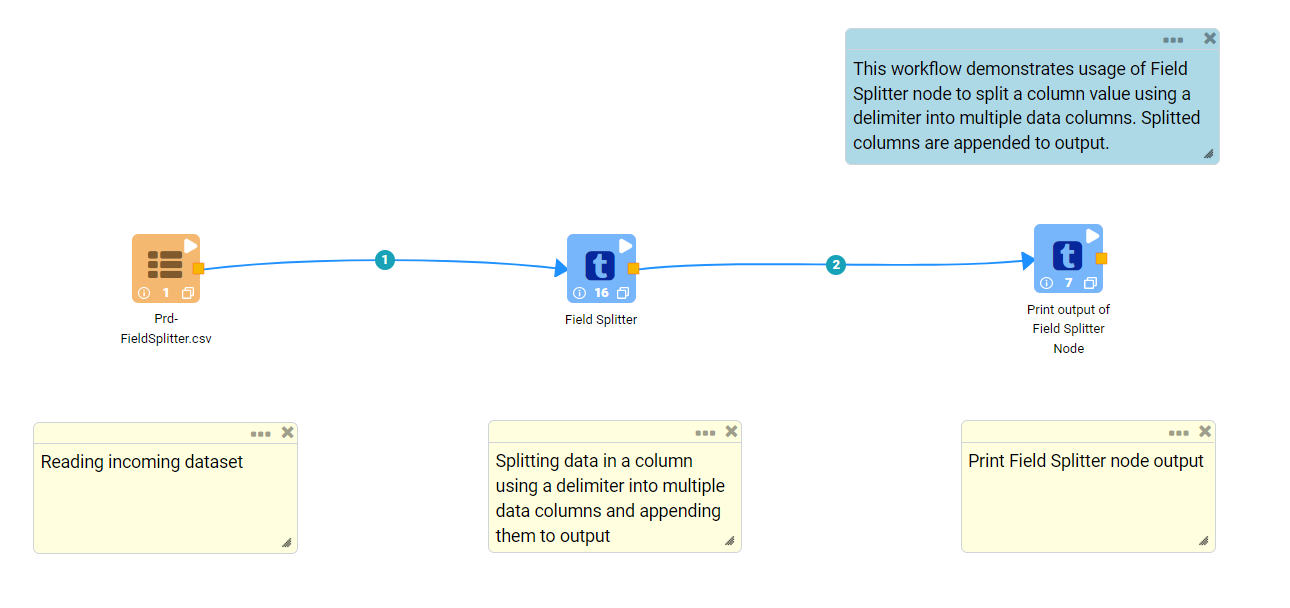 This workflow demonstrates usage of Field
Splitter node to split a column value using a
delimiter into multiple data columns. Splitted
columns are appended to output.
1
2
t
t
1
16
7
Prd-
FieldSplitter.csv
Field Splitter
Print output of
Field Splitter
Node
Reading incoming dataset
Splitting data in a column
using a delimiter into multiple
data columns and appending
them to output
Print Field Splitter node output